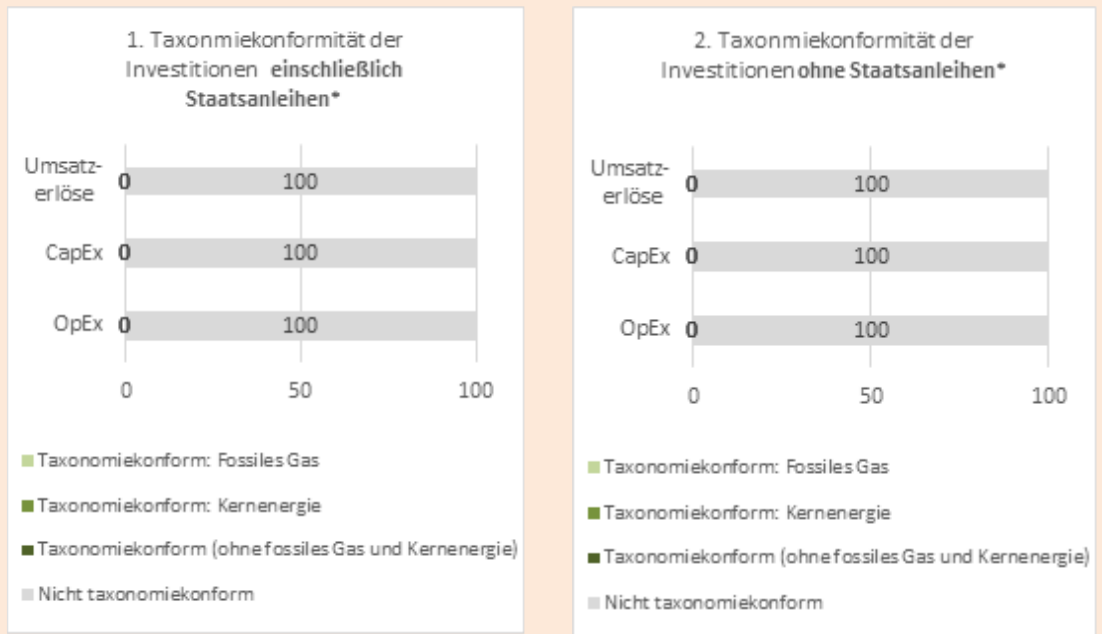 1. Taxonmiekonformität der
Investitionen einschließlich
Staatsanleihen*
Umsatz-
erlöse
0
100
CapEx
0
100
OpEx
0
100
0
50
100
Taxonomiekonform: Fossiles Gas
Taxonomiekonform: Kernenergie
Taxonomiekonform (ohne fossiles Gas und Kernenergie)
Nicht taxonomiekonform
2. Taxonmiekonformität der
Investitionen ohne Staatsanleihen*
Umsatz-
erlöse
0
100
CapEx
0
100
OpEx
0
100
0
50
100
Taxonomiekonform: Fossiles Gas
Taxonomiekonform: Kernenergie
Taxonomiekonform (ohne fossiles Gas und Kernenergie)
Nicht taxonomiekonform